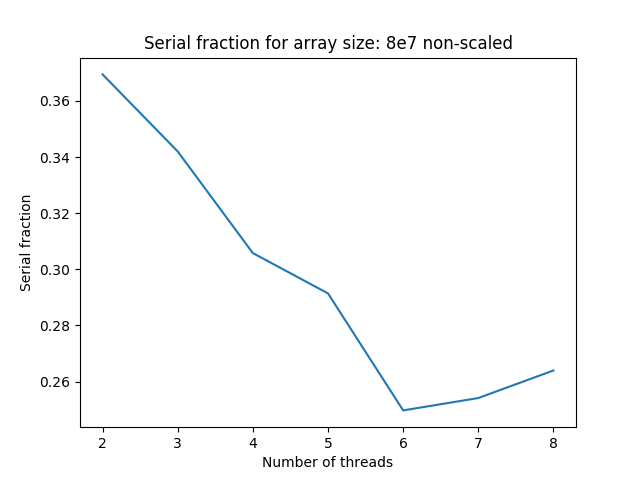 Serial fraction for array size: 8e7 non-scaled
0.36
0.34
0.32
0.30
0.28
0.26
Serial fraction
2 3 4 5 6 7 8
Number of threads